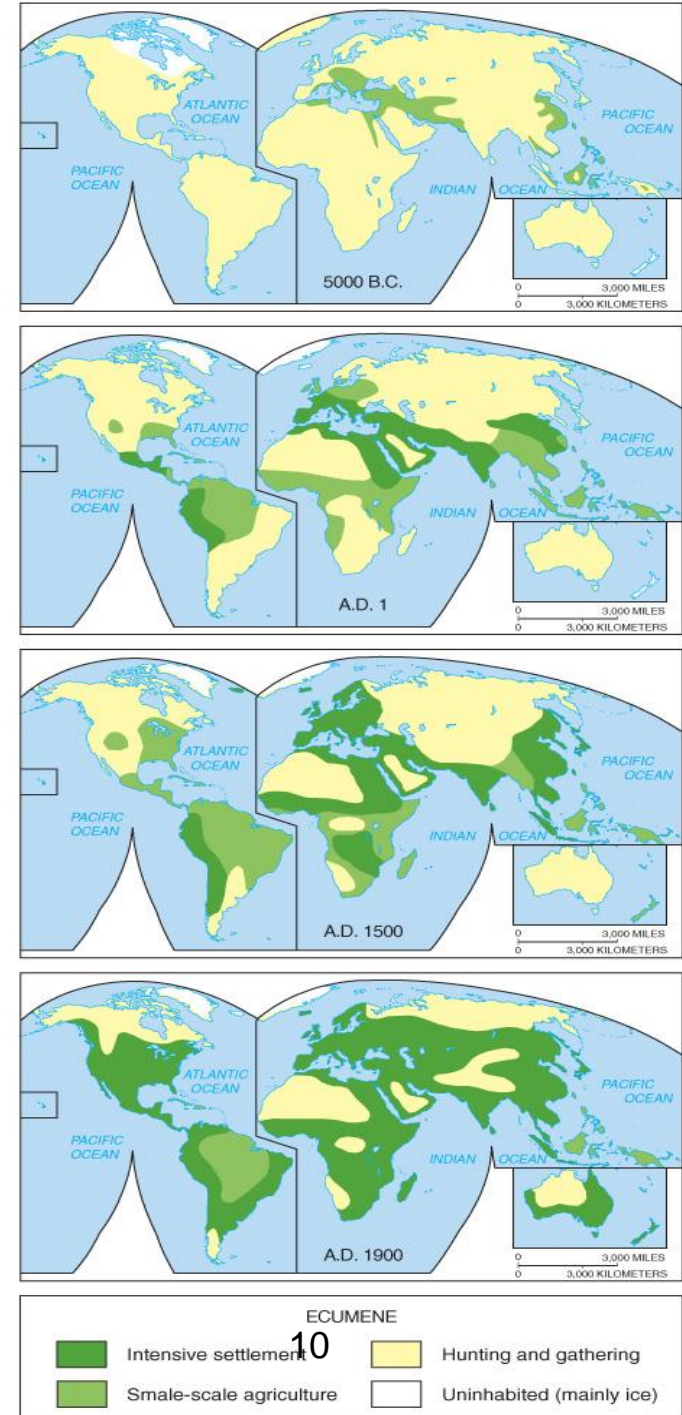 ATLANTIC
OCEAN
PACIFIC
OCEAN
PACIFIC
OCEAN
INDIAN OCEAN
5000 B.C.
0 3,000 MILES
0 3,000 KILOMETERS
ATLANTIC
OCEAN
PACIFIC
OCEAN
PACIFIC
OCEAN
INDIAN OCEAN
A.D. 1
0 3,000 MILES
0 3,000 KILOMETERS
ATLANTIC
OCEAN
PACIFIC
OCEAN
PACIFIC
OCEAN
INDIAN OCEAN
A.D. 1500
0 3,000 MILES
0 3,000 KILOMETERS
ATLANTIC
OCEAN
PACIFIC
OCEAN
PACIFIC
OCEAN
INDIAN OCEAN
A.D. 1900
0 3,000 MILES
0 3,000 KILOMETERS
ECUMENE
10
Intensive settlement
Hunting and gathering
Smale-scale agriculture
Uninhabited (mainly ice)